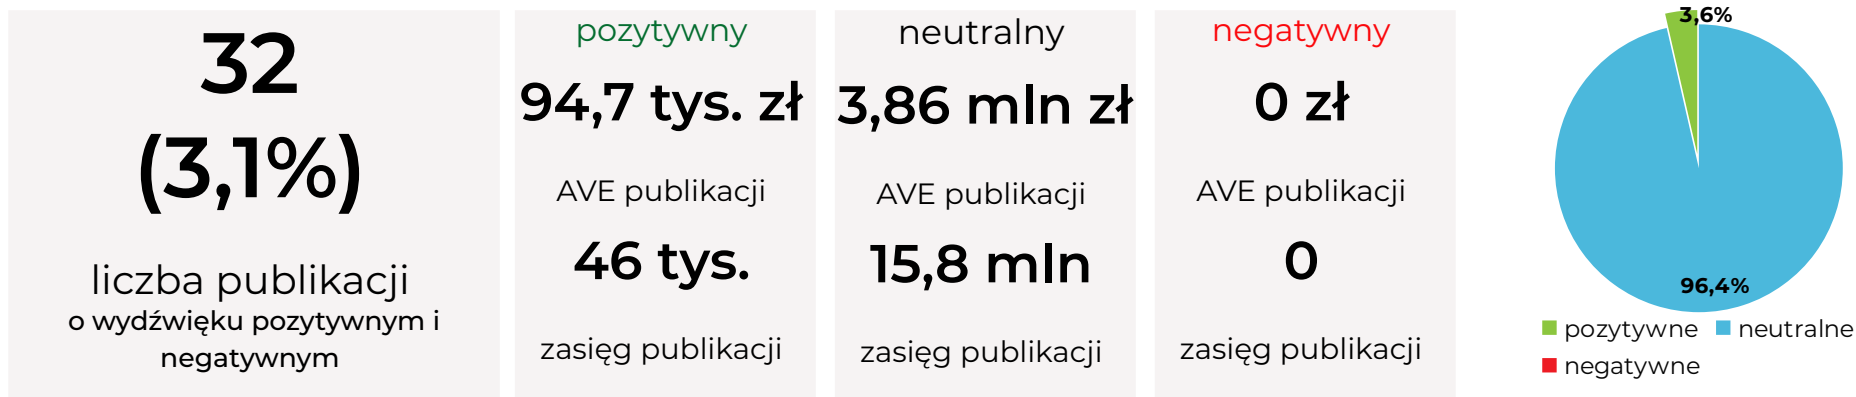 32
(3,1%)
liczba publikacji
o wydźwięku pozytywnym i
negatywnym
pozytywny
94,7 tys. zł
AVE publikacji
46 tys.
zasięg publikacji
neutralny
3,86 mln zł
AVE publikacji
15,8 mln
zasięg publikacji
negatywny
0 zł
AVE publikacji
0
zasięg publikacji
3,6%
96,4%
pozytywne neutralne
negatywne